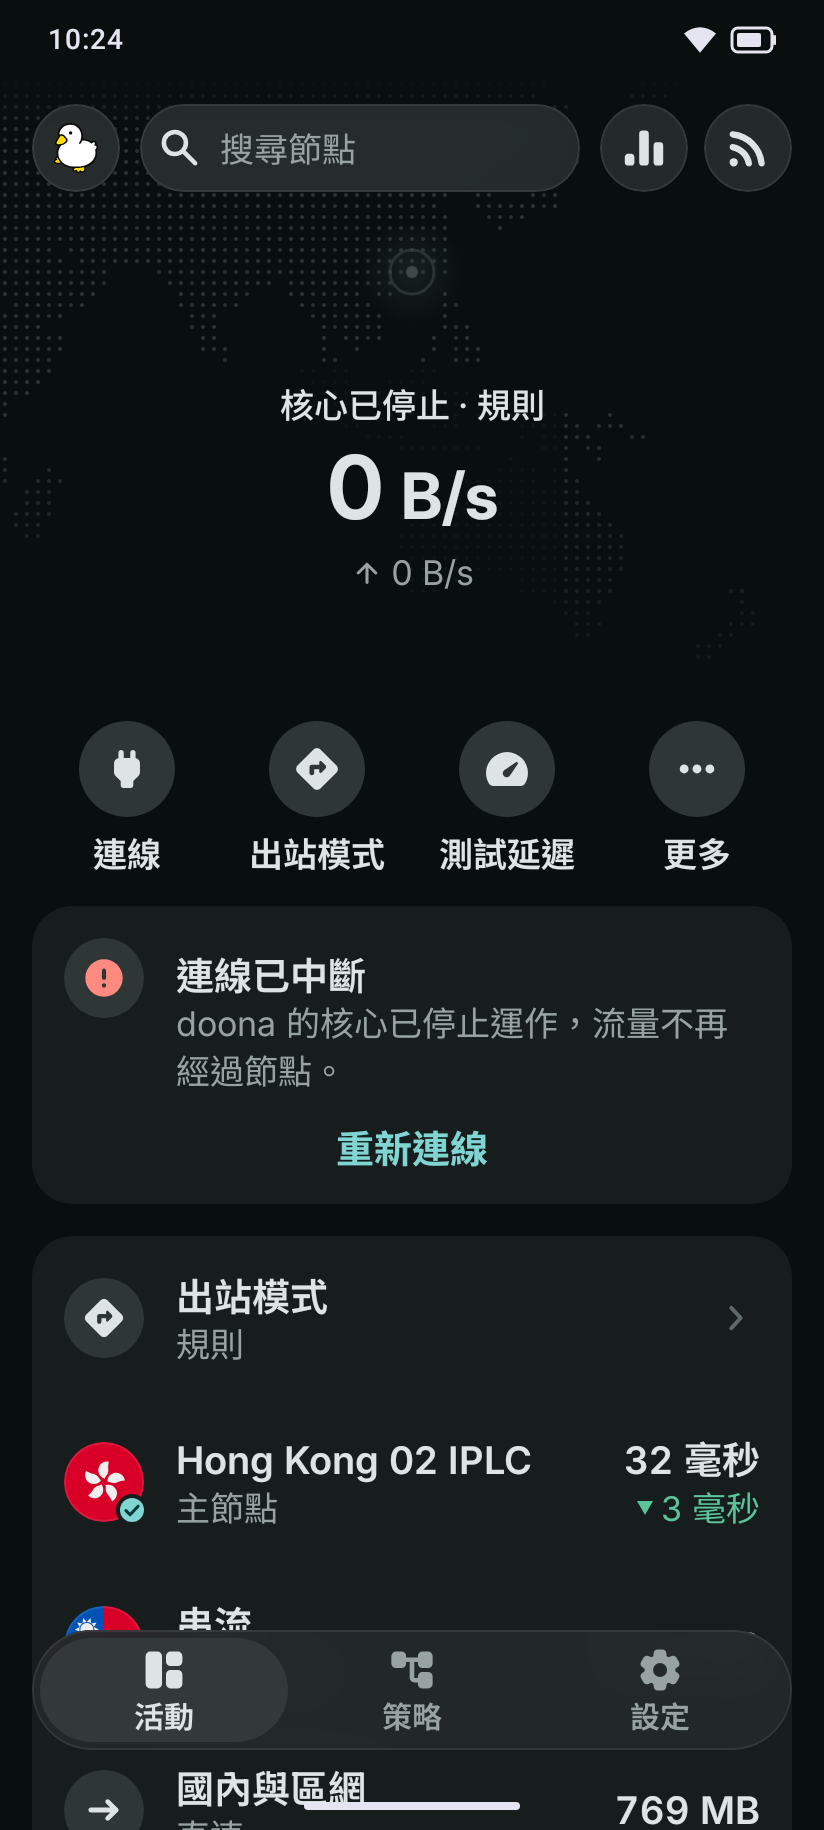 10:24
搜尋節點
核心已停止 · 規則
0 B/s
↑ 0 B/s
連線
出站模式
測試延遲
更多
連線已中斷
doona 的核心已停止運作，流量不再
經過節點。
重新連線
出站模式
規則
Hong Kong 02 IPLC
32 毫秒
主節點
▼3 毫秒
串流
活動
策略
設定
國內與區網
769 MB
直連